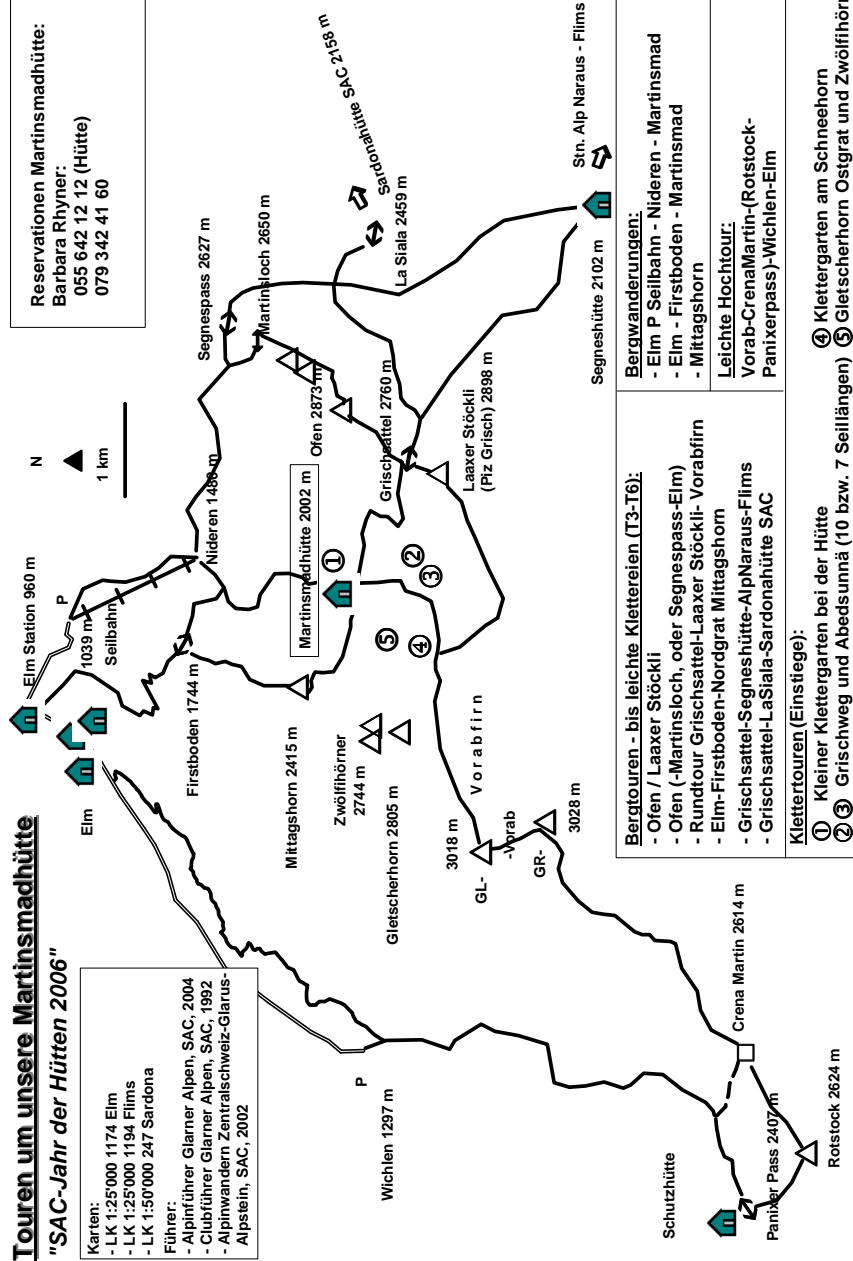 Touren um unsere Martinsmadhütte
"SAC-Jahr der Hütten 2006"
Karten:
- LK 1:25'000 1174 Elm
- LK 1:25'000 1194 Flims
- LK 1:50'000 247 Sardona
Führer:
- Alpinführer Glarner Alpen, SAC, 2004
- Clubführer Glarner Alpen, SAC, 1992
- Alpinwandern Zentralschweiz-Glarus-
Alpstein, SAC, 2002
Elm Station 960 m
Elm
P
1039 m
Seilbahn
N
1 km
Reservationen Martinsmadhütte:
Barbara Rhyner:
055 642 12 12 (Hütte)
079 342 41 60
Firstboden 1744 m
Nideren 1480 m
Segnespass 2627 m
Martinsloch 2650 m
Mittagshorn 2415 m
Martinsmadhütte 2002 m
①
Ofen 2873 m
Sardonahütte SAC 2158 m
Zwölfihörner
2744 m
⑤
②
Grischsattel 2760 m
La Siala 2459 m
Gletscherhorn 2805 m
④
③
Laaxer Stöckli
(Piz Grisch) 2898 m
Wichlen 1297 m
P
3018 m
Vorabfirn
GL-
-Vorab
GR-
3028 m
Segneshütte 2102 m
Stn. Alp Naraus - Flims
Schutzhütte
Panixer Pass 2407 m
Crena Martin 2614 m
Rotstock 2624 m
Bergtouren - bis leichte Klettereien (T3-T6):
- Ofen / Laaxer Stöckli
- Ofen (-Martinsloch, oder Segnespass-Elm)
- Rundtour Grischsattel-Laaxer Stöckli- Vorabfirn
- Elm-Firstboden-Nordgrat Mittagshorn
- Grischsattel-Segneshütte-AlpNaraus-Flims
- Grischsattel-LaSiala-Sardonahütte SAC
Bergwanderungen:
- Elm P Seilbahn - Nideren - Martinsmad
- Elm - Firstboden - Martinsmad
- Mittagshorn
Leichte Hochtour:
Vorab-CrenaMartin-(Rotstock-
Panixerpass)-Wichlen-Elm
Klettertouren (Einstiege):
① Kleiner Klettergarten bei der Hütte
②③ Grischweg und Abedsunnä (10 bzw. 7 Seillängen)
④ Klettergarten am Schneehorn
⑤ Gletscherhorn Ostgrat und